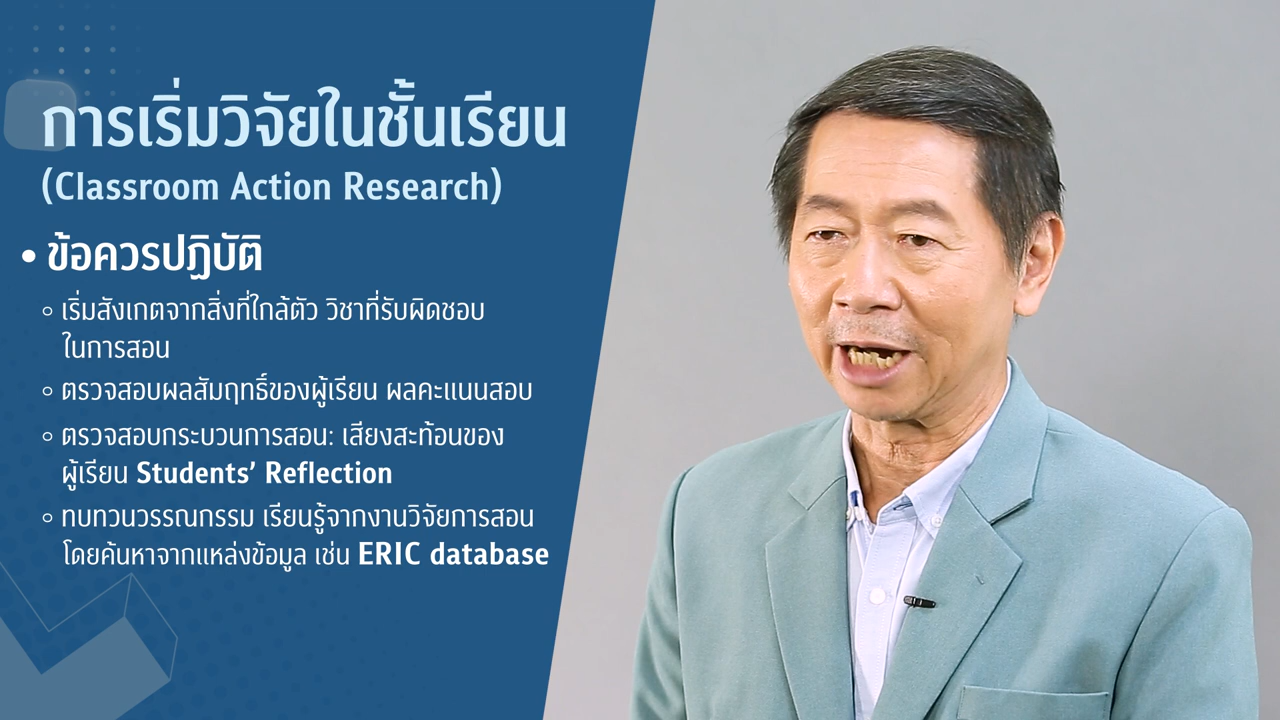 การเริ่มวิจัยในชั้นเรียน
(Classroom Action Research)
• ข้อควรปฏิบัติ
◦ เริ่มสังเกตจากสิ่งที่ใกล้ตัว วิชาที่รับผิดชอบ
ในการสอน
◦ ตรวจสอบผลสัมฤทธิ์ของผู้เรียน ผลคะแนนสอบ
◦ ตรวจสอบกระบวนการสอน: เสียงสะท้อนของ
ผู้เรียน Students’ Reflection
◦ ทบทวนวรรณกรรม เรียนรู้จากงานวิจัยการสอน
โดยค้นหาจากแหล่งข้อมูล เช่น ERIC database